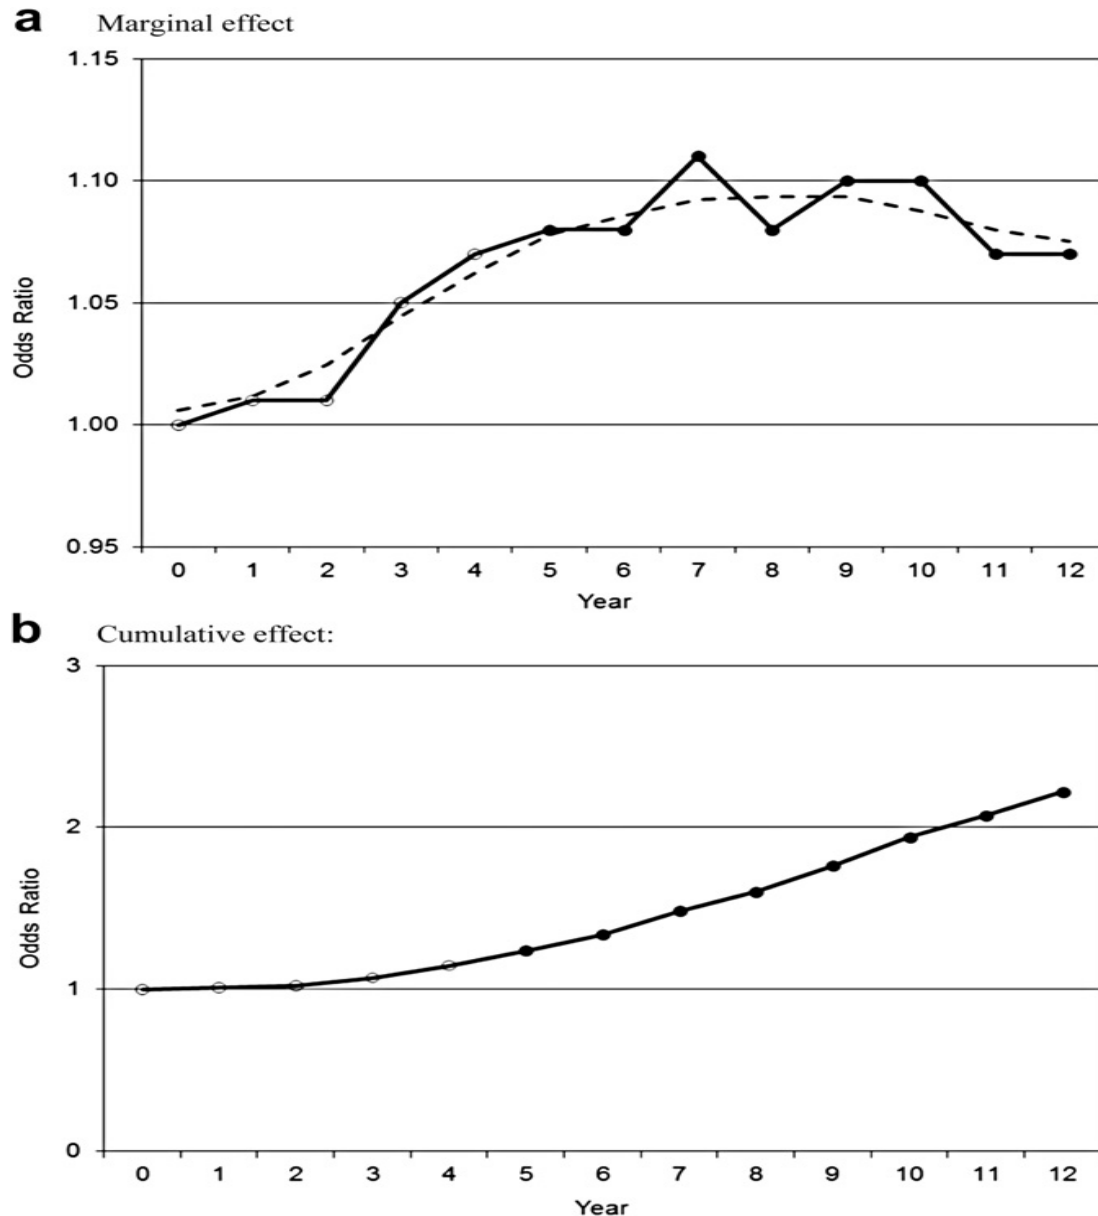 a Marginal effect
1.15
1.10
1.05
1.00
0.95
Odds Ratio
0 1 2 3 4 5 6 7 8 9 10 11 12
Year
b Cumulative effect:
3
2
1
0
Odds Ratio
0 1 2 3 4 5 6 7 8 9 10 11 12
Year